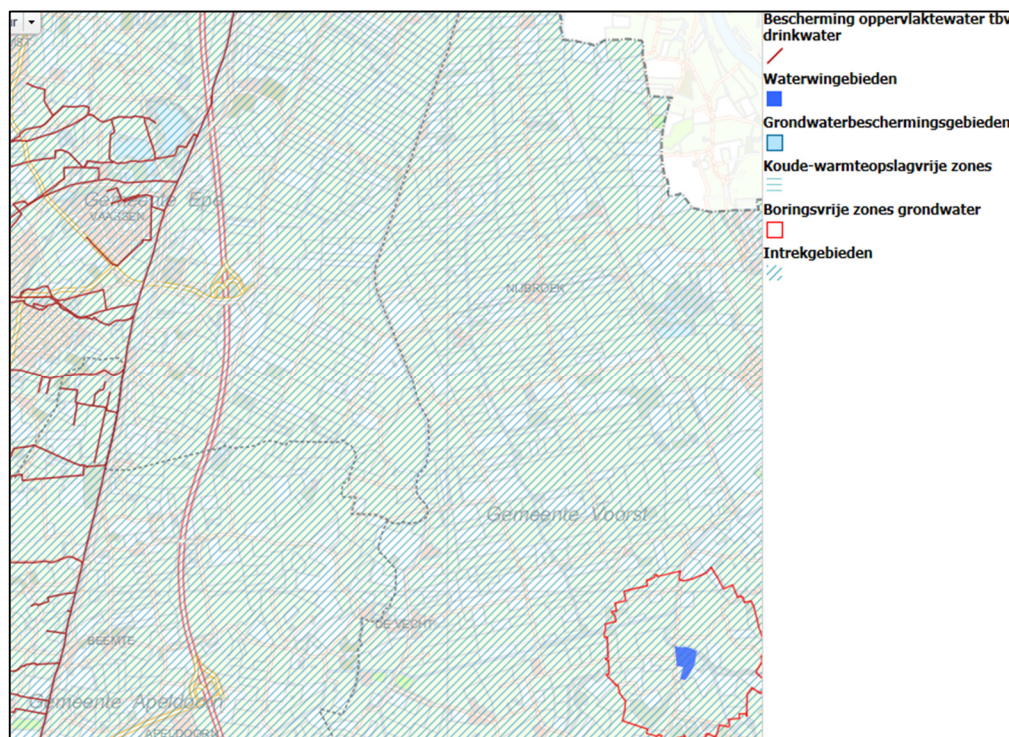 Bescherming oppervlaktewater tbv
drinkwater
Waterwingebieden
Grondwaterbeschermingsgebieden
Koude-warmteopslagvrije zones
Boringsvrije zones grondwater
Intrekgebieden
Gemeente Epe
VAASSEN
NIJBROEK
Gemeente Voorst
DE VECHT
BEEMTE
Gemeente Apeldoorn
APELDOORN